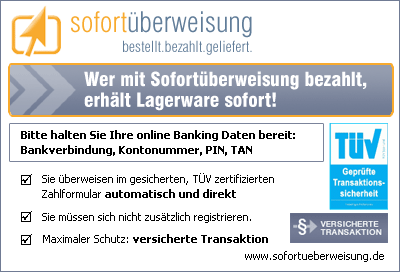 sofortüberweisung
bestellt.bezahlt.geliefert.
Wer mit Sofortüberweisung bezahlt,
erhält Lagerware sofort!
Bitte halten Sie Ihre online Banking Daten bereit:
Bankverbindung, Kontonummer, PIN, TAN
Sie überweisen im gesicherten, TÜV zertifizierten
Zahlformular automatisch und direkt
Sie müssen sich nicht zusätzlich registrieren.
Maximaler Schutz: versicherte Transaktion
TÜV
Geprüfte
Transaktions-
sicherheit
§
VERSICHERTE
TRANSAKTION
www.sofortueberweisung.de